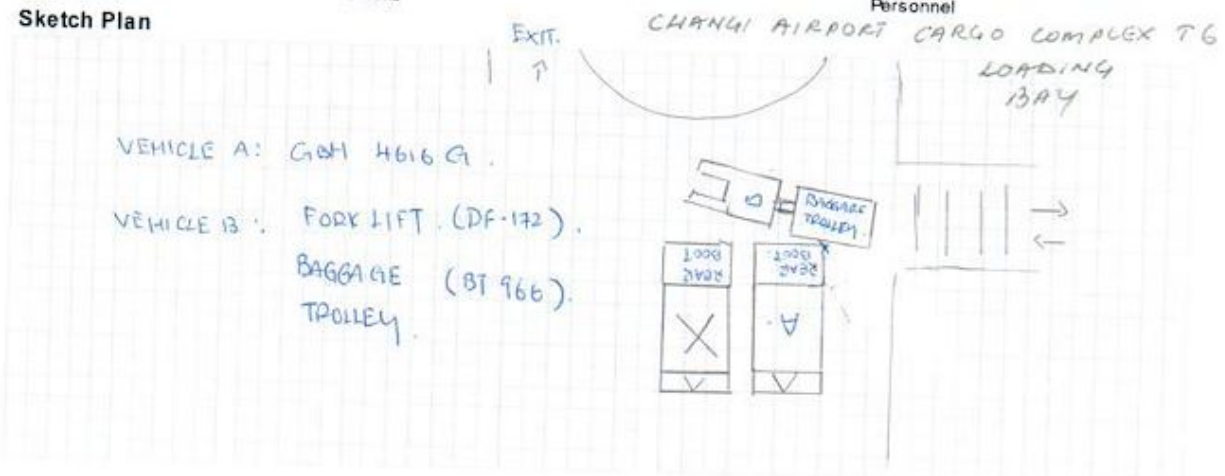 Personnel
Sketch Plan
EXIT.
CHANGI AIRPORT CARGO COMPLEX T6
LOADING
BAY
VEHICLE A: GBH 4616 G.
VEHICLE B: FORK LIFT. (DF-172).
BAGGAGE (BT 966).
TROLLEY.
B
BAGGAGE
TROLLEY.
REAR
BOOT
REAR
BOOT.
X
A.